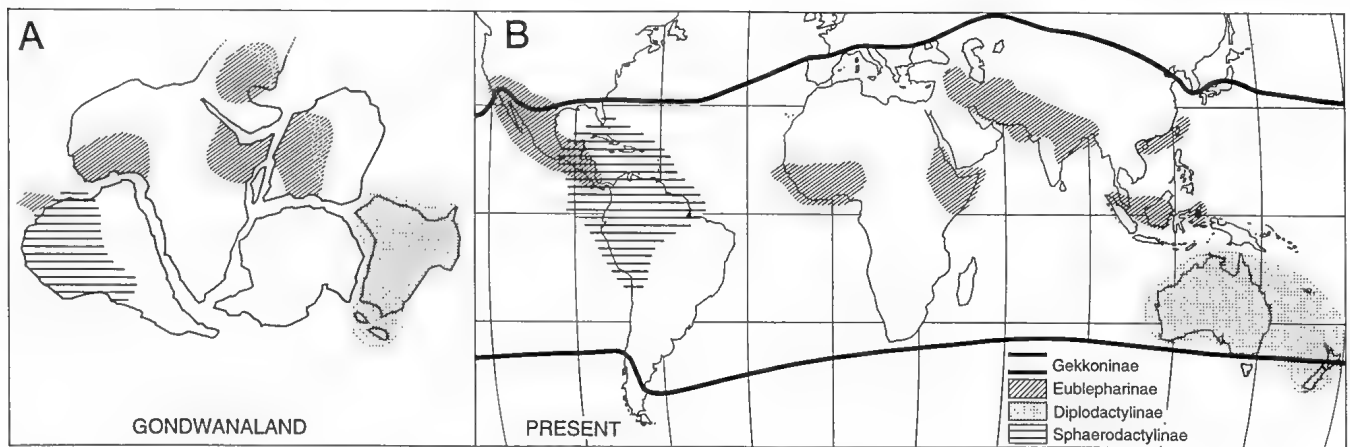 A
GONDWANALAND
B
PRESENT
Gekkoninae
Eublepharinae
Diplodactylinae
Sphaerodactylinae